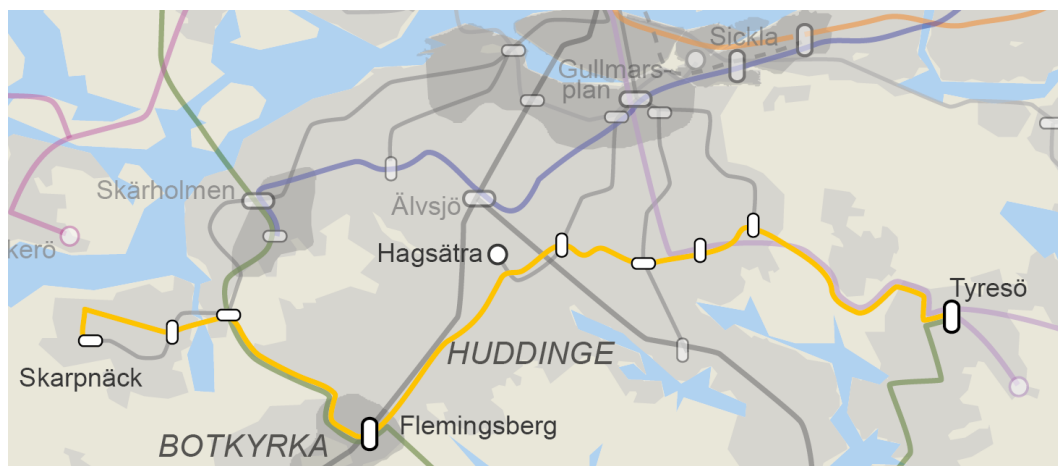 Sickla
Gullmars-
plan
Skärholmen
Älvsjö
kerö
Hagsätra
Tyresö
HUDDINGE
Skarpnäck
Flemingsberg
BOTKYRKA